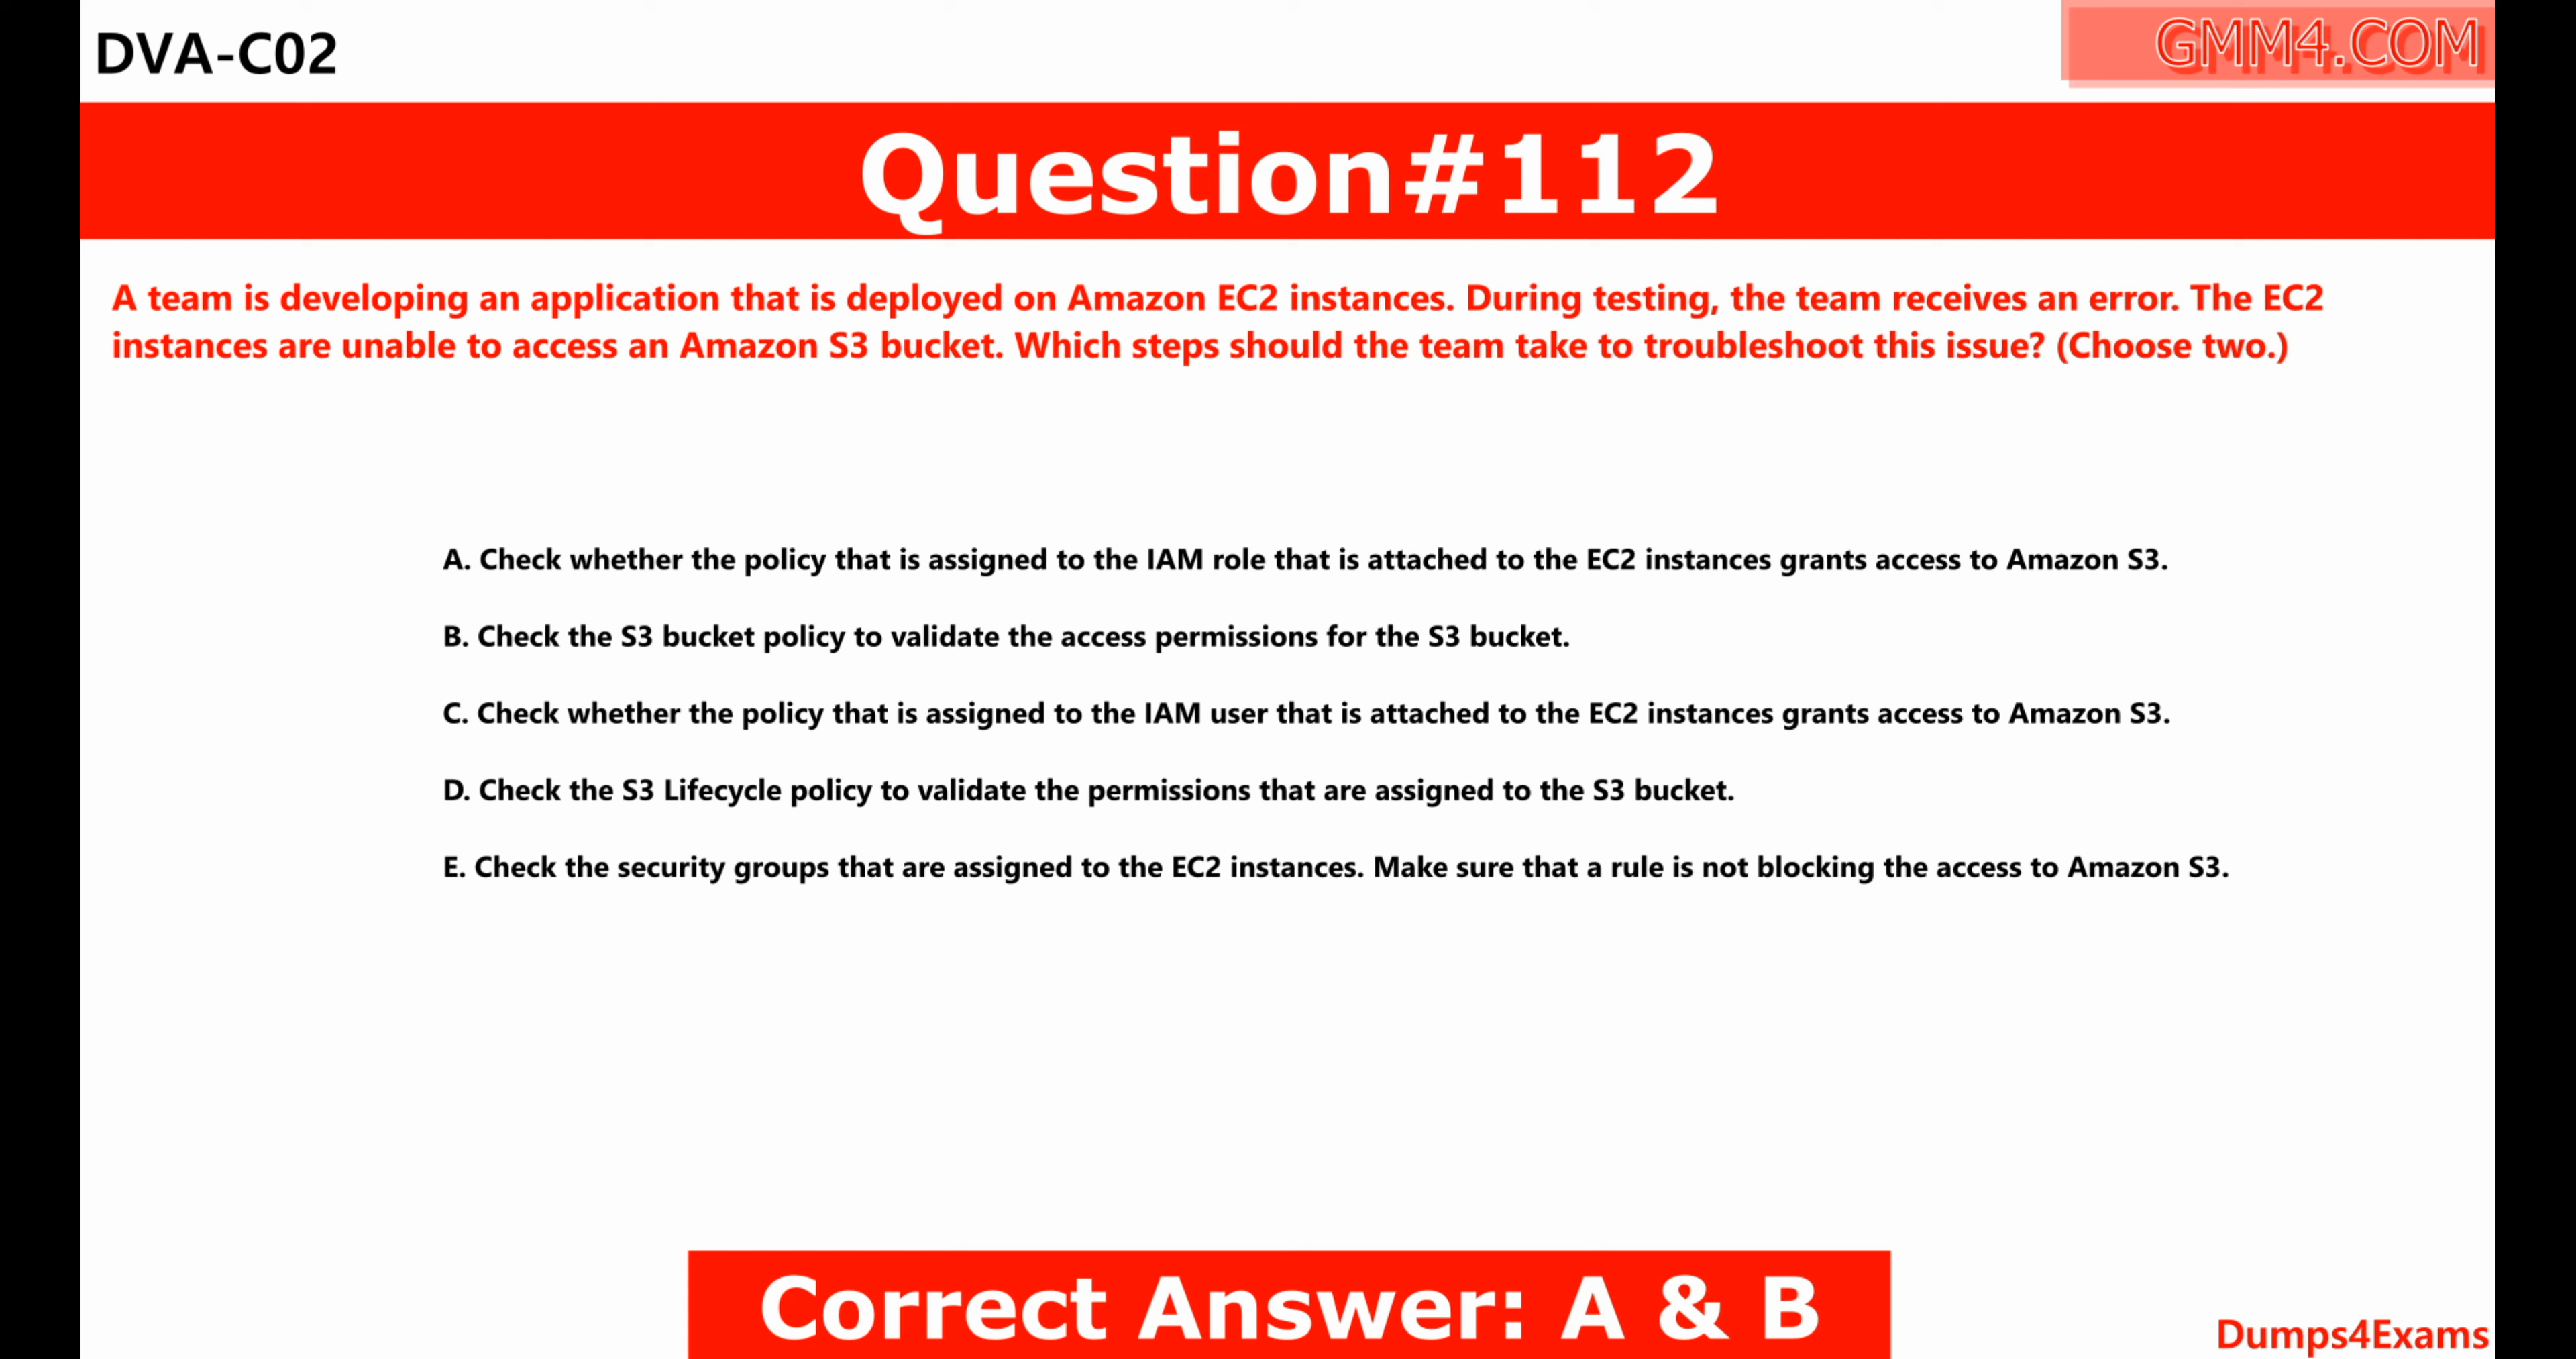 DVA-C02
GMM4.COM
Question#112
A team is developing an application that is deployed on Amazon EC2 instances. During testing, the team receives an error. The EC2
instances are unable to access an Amazon S3 bucket. Which steps should the team take to troubleshoot this issue? (Choose two.)
A. Check whether the policy that is assigned to the IAM role that is attached to the EC2 instances grants access to Amazon S3.
B. Check the S3 bucket policy to validate the access permissions for the S3 bucket.
C. Check whether the policy that is assigned to the IAM user that is attached to the EC2 instances grants access to Amazon S3.
D. Check the S3 Lifecycle policy to validate the permissions that are assigned to the S3 bucket.
E. Check the security groups that are assigned to the EC2 instances. Make sure that a rule is not blocking the access to Amazon S3.
Correct Answer: A & B
Dumps4Exams